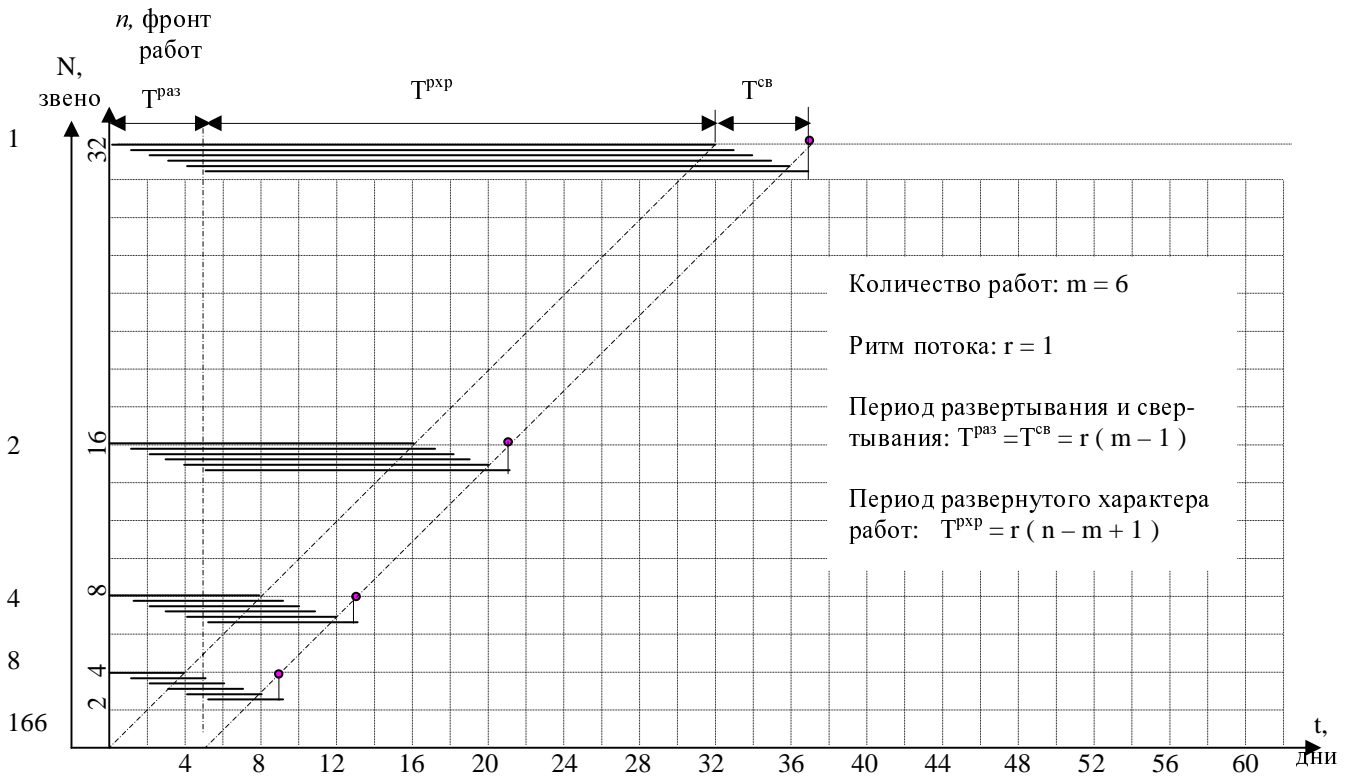 n, фронт
работ
N,
звено
Tраз
Tрхр
Tсв
1
32
2
16
4
8
8
4
2
166
Количество работ: m = 6
Ритм потока: r = 1
Период развертывания и свер-
тывания: Tраз =Tсв = r ( m – 1 )
Период развернутого характера
работ: Tрхр = r ( n – m + 1 )
4 8 12 16 20 24 28 32 36 40 44 48 52 56 60
t,
дни